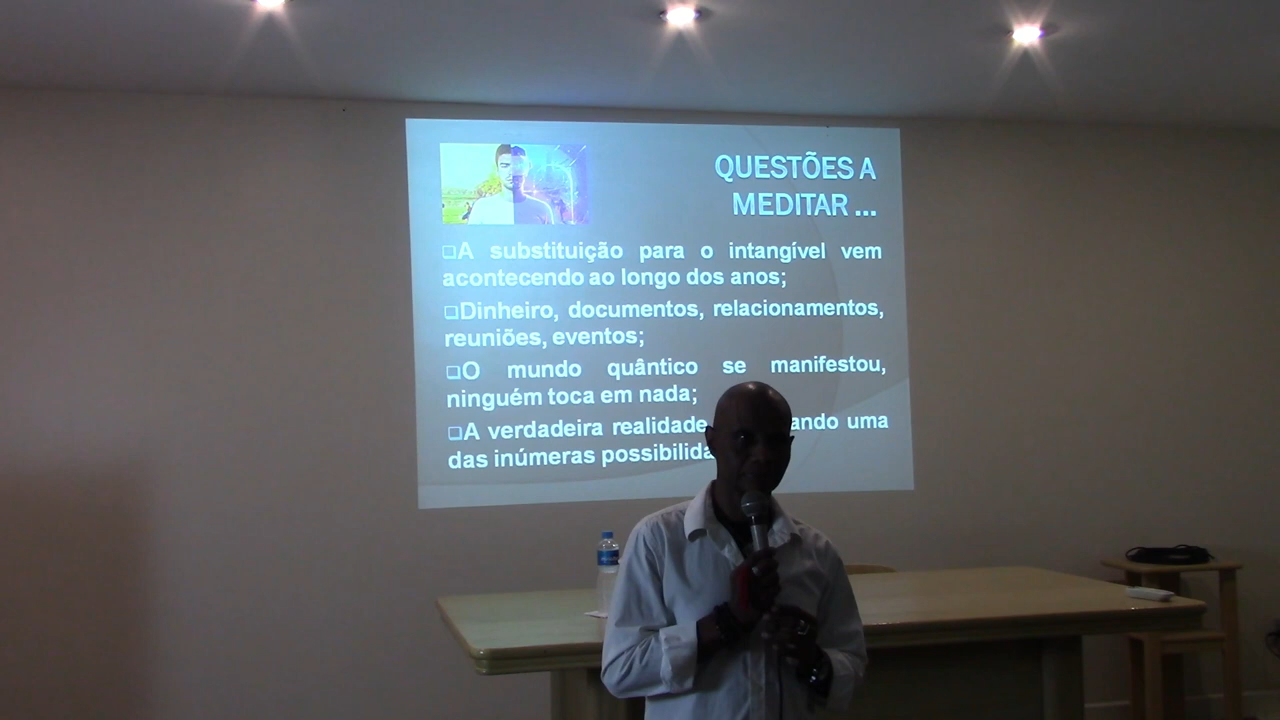 QUESTÕES A
MEDITAR ...
❑A substituição para o intangível vem
acontecendo ao longo dos anos;
❑Dinheiro, documentos, relacionamentos,
reuniões, eventos;
❑O mundo quântico se manifestou,
ninguém toca em nada;
❑A verdadeira realidade uma
das inúmeras